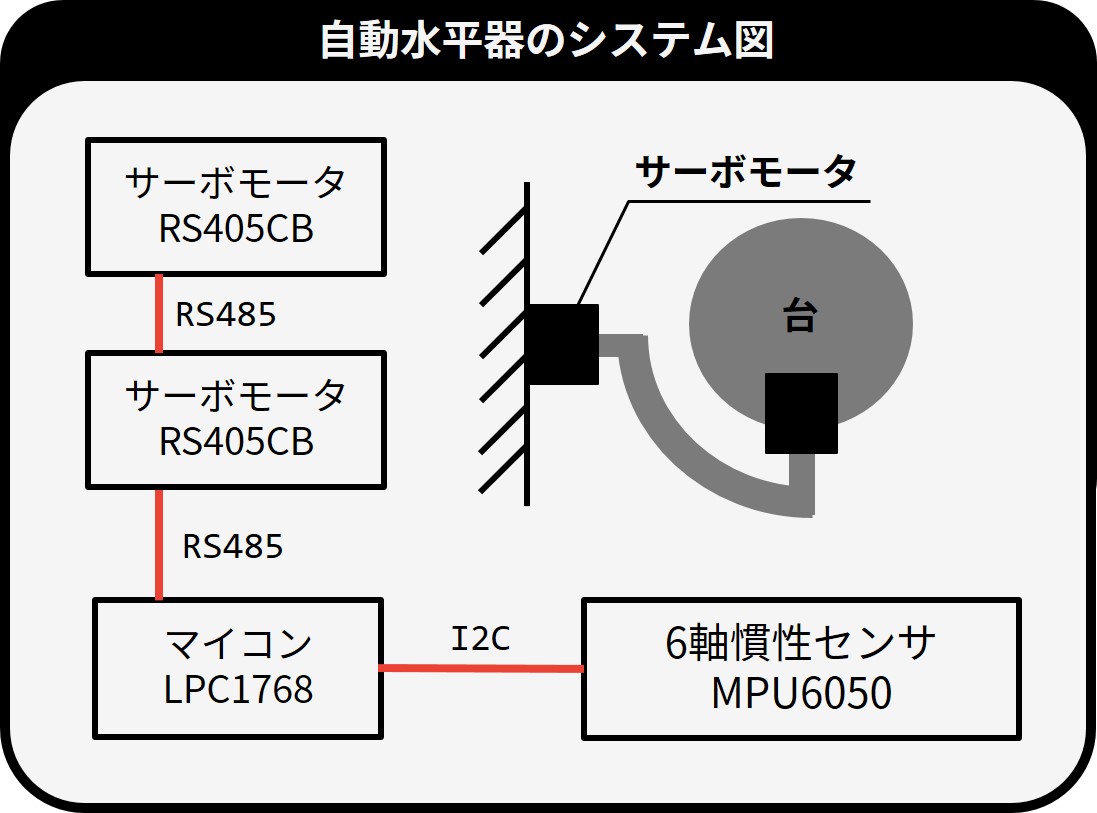 自動水平器のシステム図
サーボモータ
RS405CB
RS485
サーボモータ
RS405CB
RS485
マイコン
LPC1768
I2C
6軸慣性センサ
MPU6050
サーボモータ
台